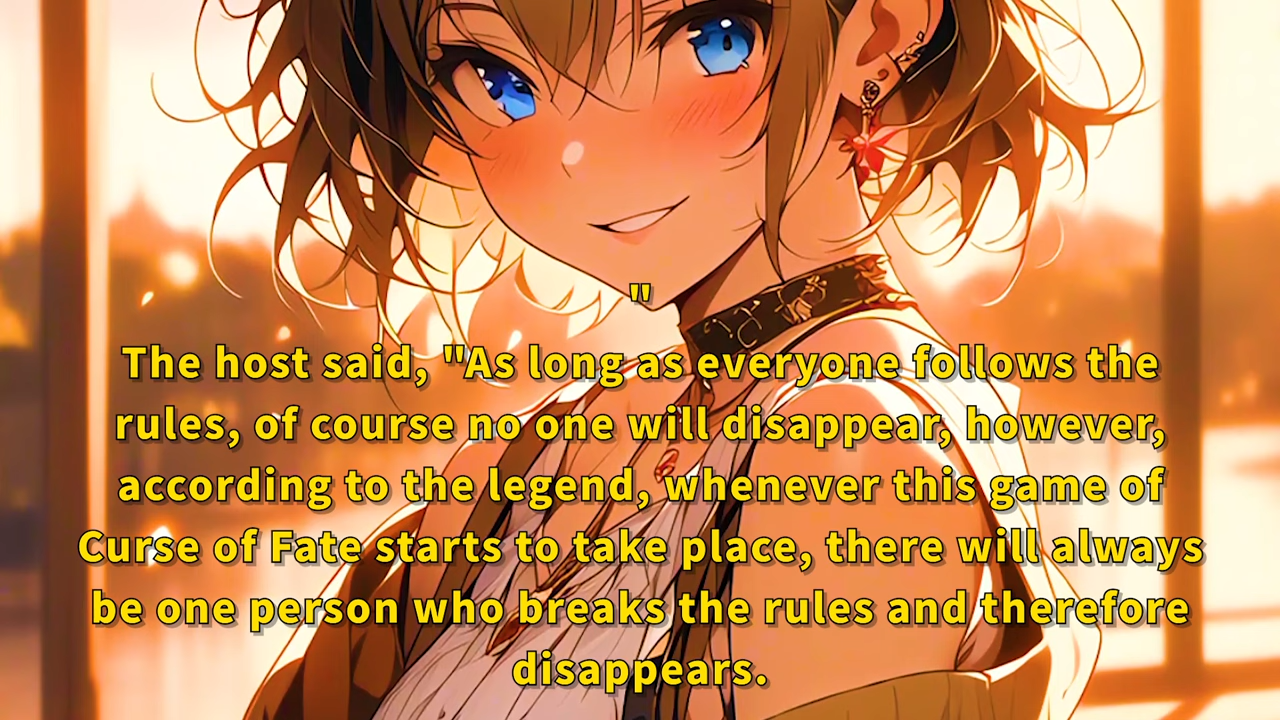 "
The host said, "As long as everyone follows the
rules, of course no one will disappear, however,
according to the legend, whenever this game of
Curse of Fate starts to take place, there will always
be one person who breaks the rules and therefore
disappears.